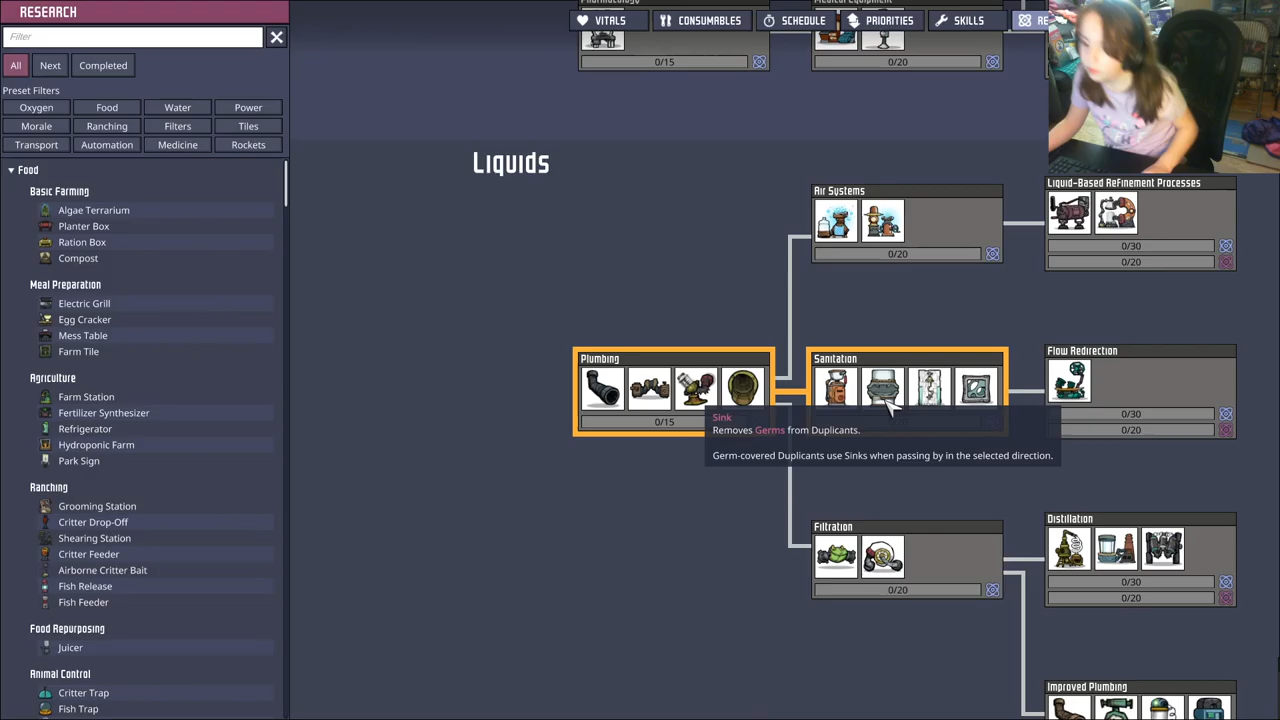 RESEARCH
Filter
All
Next
Completed
Preset Filters
Oxygen
Food
Water
Power
Morale
Ranching
Filters
Tiles
Transport
Automation
Medicine
Rockets
Food
Basic Farming
Algae Terrarium
Planter Box
Ration Box
Compost
Meal Preparation
Electric Grill
Egg Cracker
Mess Table
Farm Tile
Agriculture
Farm Station
Fertilizer Synthesizer
Refrigerator
Hydroponic Farm
Park Sign
Ranching
Grooming Station
Critter Drop-Off
Shearing Station
Critter Feeder
Airborne Critter Bait
Fish Release
Fish Feeder
Food Repurposing
Juicer
Animal Control
Critter Trap
Fish Trap
VITALS
CONSUMABLES
SCHEDULE
PRIORITIES
SKILLS
RE
0/15
0/20
Liquids
Air Systems
0/20
Liquid-Based Refinement Processes
0/30
0/20
Plumbing
0/15
Sanitation
Sink
Removes Germs from Duplicants.
Germ-covered Duplicants use Sinks when passing by in the selected direction.
Flow Redirection
0/30
0/20
Filtration
0/20
Distillation
0/30
0/20
Improved Plumbing